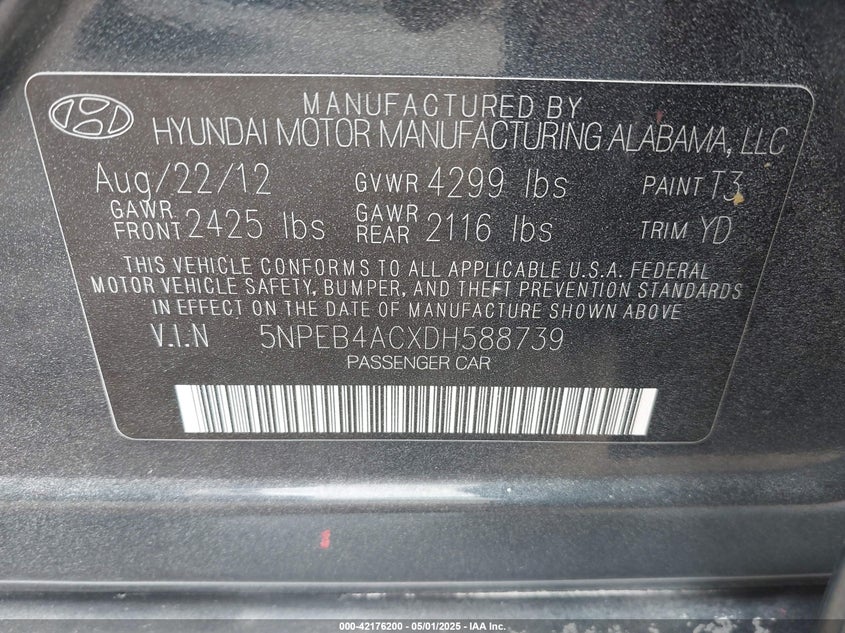 MANUFACTURED BY
HYUNDAI MOTOR MANUFACTURING ALABAMA, LLC
Aug/22/12 GVWR 4299 lbs PAINT T3
GAWR FRONT 2425 lbs GAWR REAR 2116 lbs TRIM YD
THIS VEHICLE CONFORMS TO ALL APPLICABLE U.S.A. FEDERAL
MOTOR VEHICLE SAFETY, BUMPER, AND THEFT PREVENTION STANDARDS
IN EFFECT ON THE DATE OF MANUFACTURE SHOWN ABOVE
V.I.N 5NPEB4ACXDH588739
PASSENGER CAR
000-42176200 - 05/01/2025 - IAA Inc.